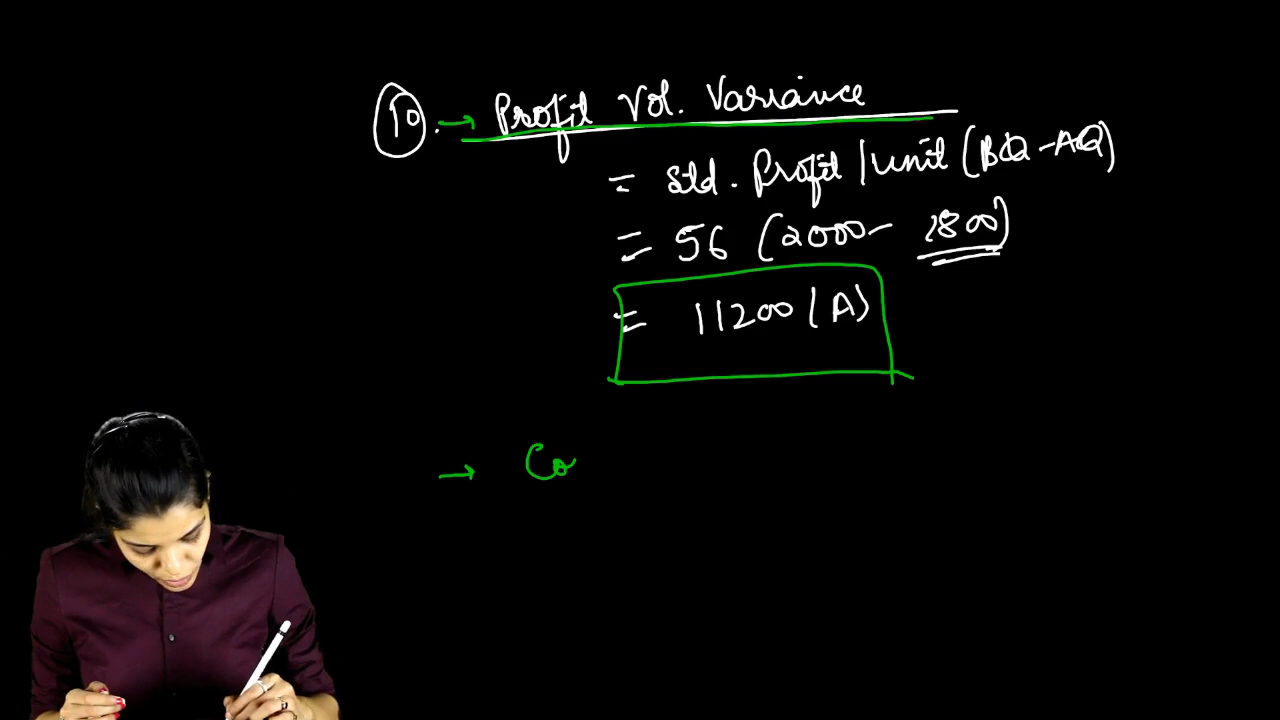 10. → Profit Vol. Variance
= Std. Profit/unit (BQ - AQ)
= 56 (2000 - 1800)
= 11200 (A)
→ Co